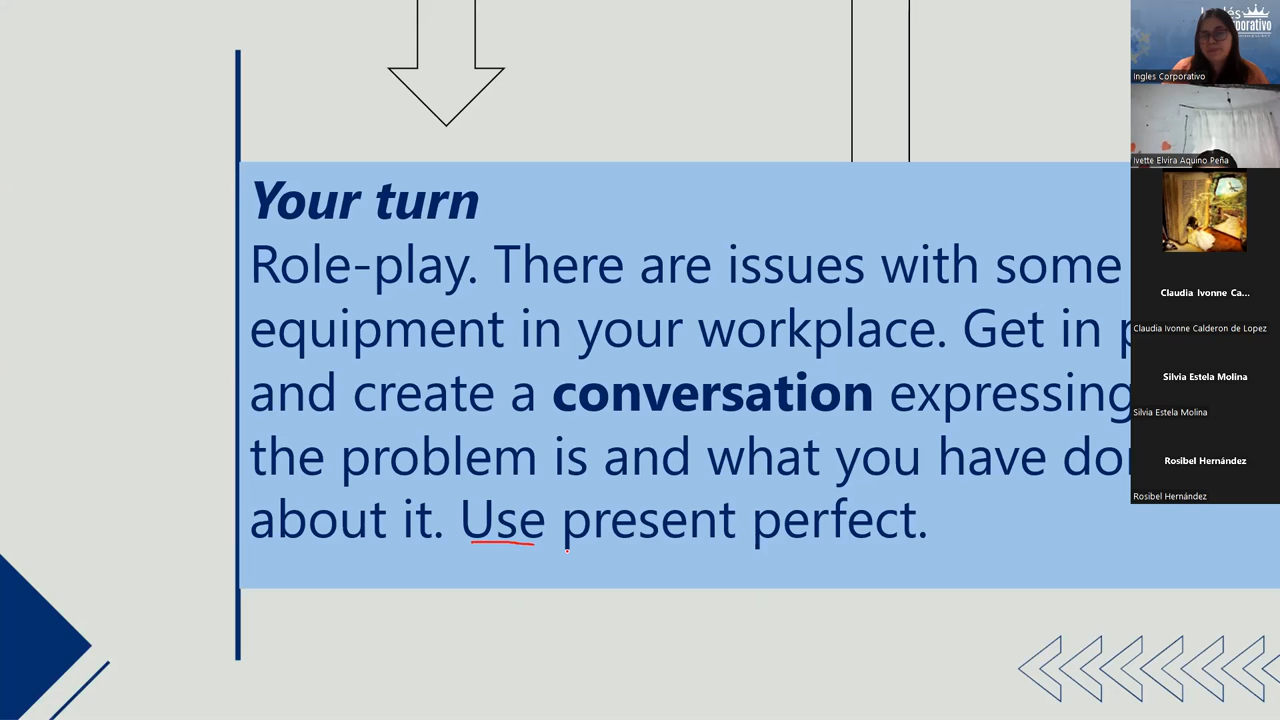 Your turn
Role-play. There are issues with some
equipment in your workplace. Get in
and create a conversation expressing
the problem is and what you have
about it. Use present perfect.
Ingles Corporativo
Ivette Elvira Aquino Peña
Claudia Ivonne Ca...
Claudia Ivonne Calderon de Lopez
Silvia Estela Molina
Silvia Estela Molina
Rosibel Hernández
Rosibel Hernández